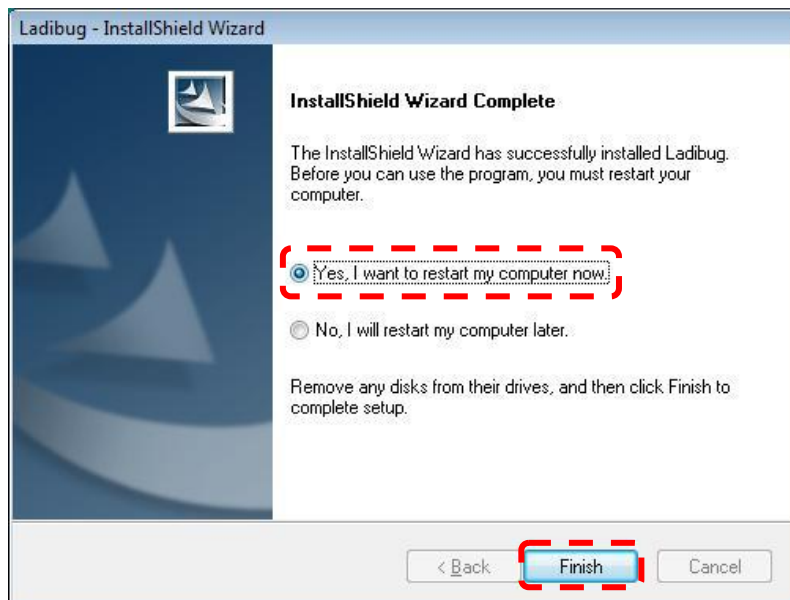 Ladibug - InstallShield Wizard
InstallShield Wizard Complete
The InstallShield Wizard has successfully installed Ladibug.
Before you can use the program, you must restart your
computer.
Yes, I want to restart my computer now.
No, I will restart my computer later.
Remove any disks from their drives, and then click Finish to
complete setup.
< Back Finish Cancel